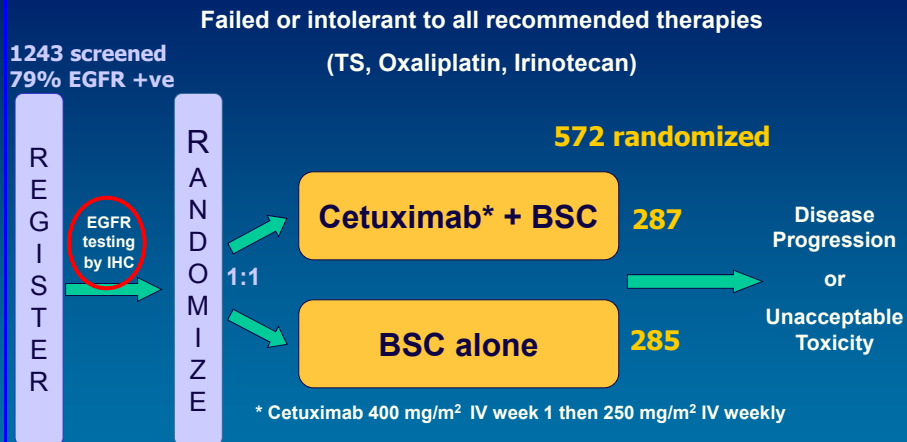 Failed or intolerant to all recommended therapies
(TS, Oxaliplatin, Irinotecan)
1243 screened
79% EGFR +ve
REGISTER
EGFR
testing
by IHC
RANDOMIZE
1:1
572 randomized
Cetuximab* + BSC
287
BSC alone
285
Disease
Progression
or
Unacceptable
Toxicity
* Cetuximab 400 mg/m² IV week 1 then 250 mg/m² IV weekly